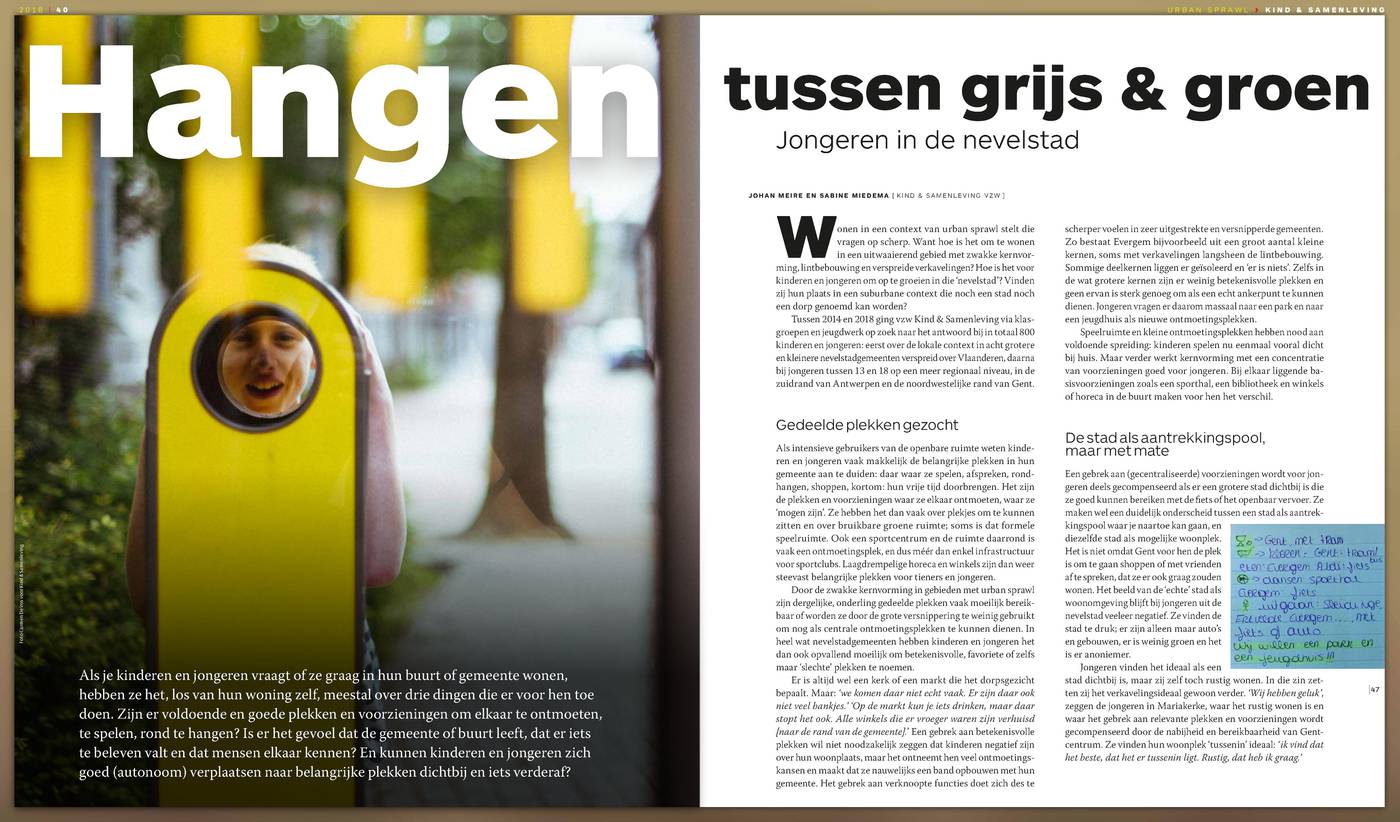 2018 | 40
URBAN SPRAWL > KIND & SAMENLEVING
Hangen
tussen grijs & groen
Jongeren in de nevelstad
JOHAN MEIRE EN SABINE MIEDEMA [ KIND & SAMENLEVING VZW ]
Foto Carmen De Vos voor Kind & Samenleving
Als je kinderen en jongeren vraagt of ze graag in hun buurt of gemeente wonen,
hebben ze het, los van hun woning zelf, meestal over drie dingen die er voor hen toe
doen. Zijn er voldoende en goede plekken en voorzieningen om elkaar te ontmoeten,
te spelen, rond te hangen? Is er het gevoel dat de gemeente of buurt leeft, dat er iets
te beleven valt en dat mensen elkaar kennen? En kunnen kinderen en jongeren zich
goed (autonoom) verplaatsen naar belangrijke plekken dichtbij en iets verderaf?
Wonen in een context van urban sprawl stelt die
vragen op scherp. Want hoe is het om te wonen
in een uitwaaierend gebied met zwakke kernvor-
ming, lintbebouwing en verspreide verkavelingen? Hoe is het voor
kinderen en jongeren om op te groeien in die ‘nevelstad’? Vinden
zij hun plaats in een suburbane context die noch een stad noch
een dorp genoemd kan worden?
Tussen 2014 en 2018 ging vzw Kind & Samenleving via klas-
groepen en jeugdwerk op zoek naar het antwoord bij in totaal 800
kinderen en jongeren: eerst over de lokale context in acht grotere
en kleinere nevelstadgemeenten verspreid over Vlaanderen, daarna
bij jongeren tussen 13 en 18 op een meer regionaal niveau, in de
zuidrand van Antwerpen en de noordwestelijke rand van Gent.
Gedeelde plekken gezocht
Als intensieve gebruikers van de openbare ruimte weten kinde-
ren en jongeren vaak makkelijk de belangrijke plekken in hun
gemeente aan te duiden: daar waar ze spelen, afspreken, rond-
hangen, shoppen, kortom: hun vrije tijd doorbrengen. Het zijn
de plekken en voorzieningen waar ze elkaar ontmoeten, waar ze
‘mogen zijn’. Ze hebben het dan vaak over plekjes om te kunnen
zitten en over bruikbare groene ruimte; soms is dat formele
speelruimte. Ook een sportcentrum en de ruimte daarrond is
vaak een ontmoetingsplek, en dus méér dan enkel infrastructuur
voor sportclubs. Laagdrempelige horeca en winkels zijn dan weer
steevast belangrijke plekken voor tieners en jongeren.
Door de zwakke kernvorming in gebieden met urban sprawl
zijn dergelijke, onderling gedeelde plekken vaak moeilijk bereik-
baar of worden ze door de grote versnippering te weinig gebruikt
om nog als centrale ontmoetingsplekken te kunnen dienen. In
heel wat nevelstadgemeenten hebben kinderen en jongeren het
dan ook opvallend moeilijk om betekenisvolle, favoriete of zelfs
maar ‘slechte’ plekken te noemen.
Er is altijd wel een kerk of een markt die het dorpsgezicht
bepaalt. Maar: ‘we komen daar niet echt vaak. Er zijn daar ook
niet veel bankjes.’ ‘Op de markt kun je iets drinken, maar daar
stopt het ook. Alle winkels die er vroeger waren zijn verhuisd
[naar de rand van de gemeente].’ Een gebrek aan betekenisvolle
plekken wil niet noodzakelijk zeggen dat kinderen negatief zijn
over hun woonplaats, maar het ontneemt hen veel ontmoetings-
kansen en maakt dat ze nauwelijks een band opbouwen met hun
gemeente. Het gebrek aan verknoopte functies doet zich des te
scherper voelen in zeer uitgestrekte en versnipperde gemeenten.
Zo bestaat Evergem bijvoorbeeld uit een groot aantal kleine
kernen, soms met verkavelingen langsheen de lintbebouwing.
Sommige deelkernen liggen er geïsoleerd en ‘er is niets’. Zelfs in
de wat grotere kernen zijn er weinig betekenisvolle plekken en
geen ervan is sterk genoeg om als een echt ankerpunt te kunnen
dienen. Jongeren vragen er daarom massaal naar een park en naar
een jeugdhuis als nieuwe ontmoetingsplekken.
Speelruimte en kleine ontmoetingsplekken hebben nood aan
voldoende spreiding: kinderen spelen nu eenmaal vooral dicht
bij huis. Maar verder werkt kernvorming met een concentratie
van voorzieningen goed voor jongeren. Bij elkaar liggende ba-
sisvoorzieningen zoals een sporthal, een bibliotheek en winkels
of horeca in de buurt maken voor hen het verschil.
De stad als aantrekkingspool,
maar met mate
Een gebrek aan (gecentraliseerde) voorzieningen wordt voor jon-
geren deels gecompenseerd als er een grotere stad dichtbij is die
ze goed kunnen bereiken met de fiets of het openbaar vervoer. Ze
maken wel een duidelijk onderscheid tussen een stad als aantrek-
kingspool waar je naartoe kan gaan, en
diezelfde stad als mogelijke woonplek.
Het is niet omdat Gent voor hen de plek
is om te gaan shoppen of met vrienden
af te spreken, dat ze er ook graag zouden
wonen. Het beeld van de ‘echte’ stad als
woonomgeving blijft bij jongeren uit de
nevelstad veeleer negatief. Ze vinden de
stad te druk; er zijn alleen maar auto’s
en gebouwen, er is weinig groen en het
is er anoniemer.
Jongeren vinden het ideaal als een
stad dichtbij is, maar zij zelf toch rustig wonen. In die zin zet-
ten zij het verkavelingsideaal gewoon verder. ‘Wij hebben geluk’,
zeggen de jongeren in Mariakerke, waar het rustig wonen is en
waar het gebrek aan relevante plekken en voorzieningen wordt
gecompenseerd door de nabijheid en bereikbaarheid van Gent-
centrum. Ze vinden hun woonplek ‘tussenin’ ideaal: ‘ik vind dat
het beste, dat het er tussenin ligt. Rustig, dat heb ik graag.’
-> Gent met tram
-> kleren: Gent: tram/bus
eten: Evergem Aldi: fiets
-> dansen sporthal
Evergem fiets
uitgaan: Sleidinge,
Evergem..., met
fiets of auto
wij willen een park en
een jeugdhuis!!!
|47